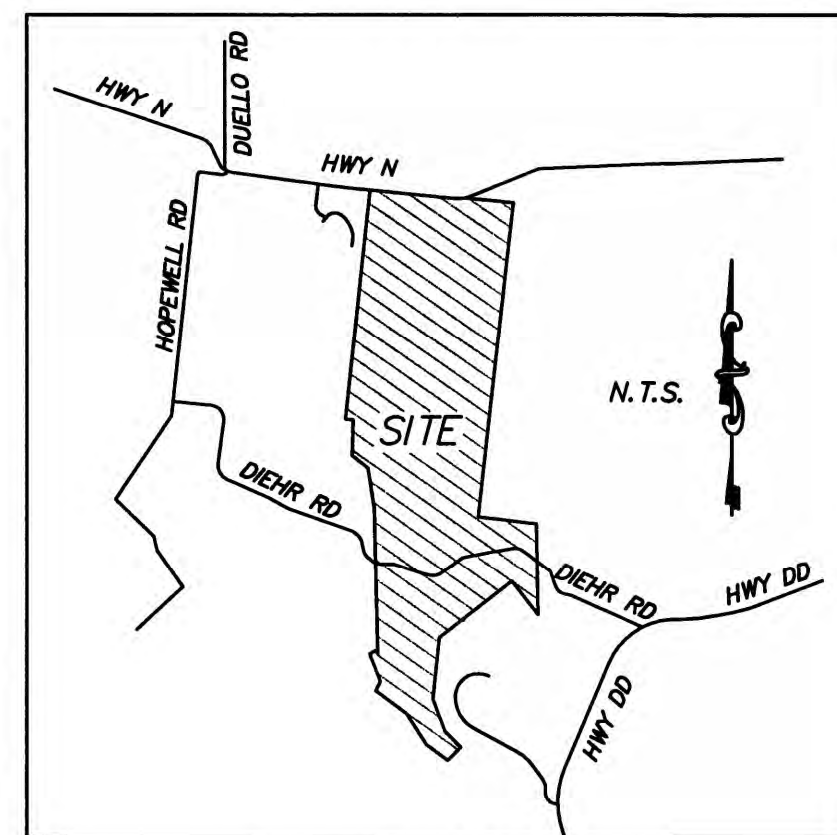 HWY N
DUELLO RD
HWY N
HOPEWELL RD
N.T.S.
SITE
DIEHR RD
DIEHR RD
HWY DD
HWY DD